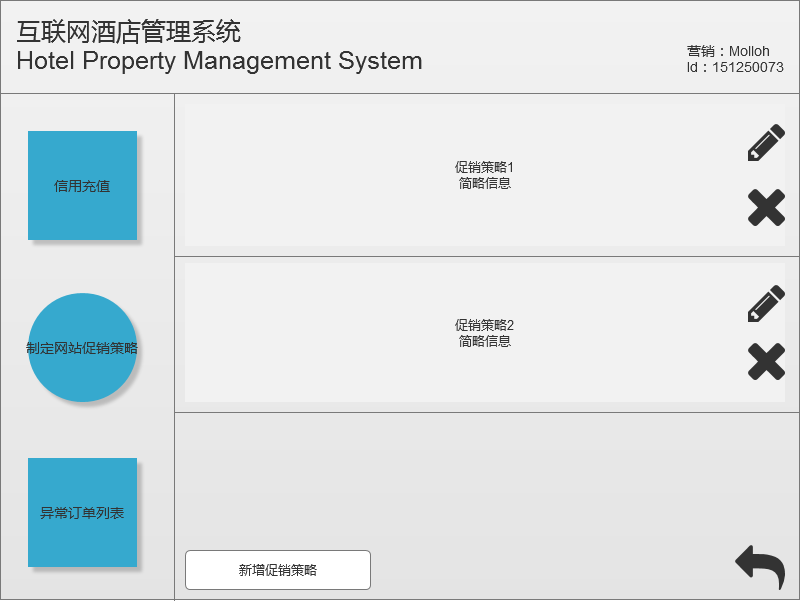 互联网酒店管理系统
Hotel Property Management System
营销：Molloh
Id：151250073
信用充值
制定网站促销策略
异常订单列表
促销策略1
简略信息
促销策略2
简略信息
新增促销策略